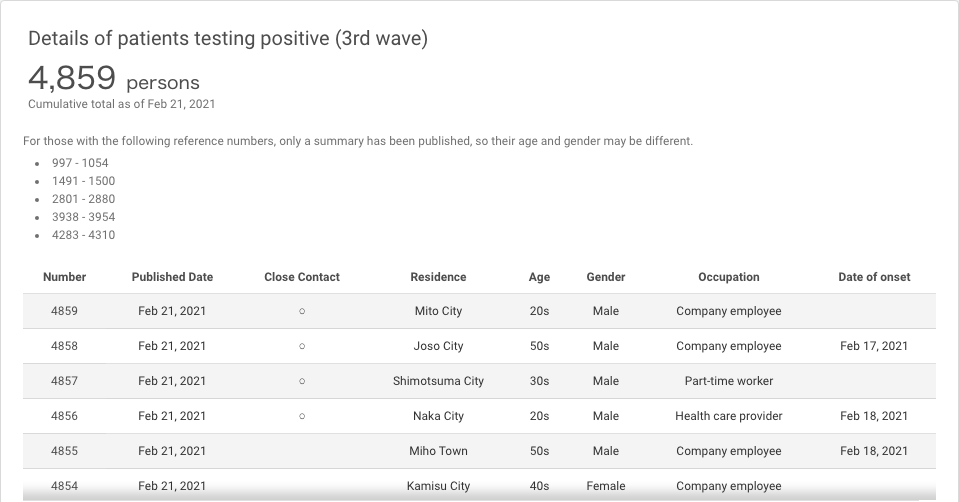 Details of patients testing positive (3rd wave)
4,859 persons
Cumulative total as of Feb 21, 2021
For those with the following reference numbers, only a summary has been published, so their age and gender may be different.
• 997 - 1054
• 1491 - 1500
• 2801 - 2880
• 3938 - 3954
• 4283 - 4310
Number Published Date Close Contact Residence Age Gender Occupation Date of onset
4859 Feb 21, 2021 ○ Mito City 20s Male Company employee
4858 Feb 21, 2021 ○ Joso City 50s Male Company employee Feb 17, 2021
4857 Feb 21, 2021 ○ Shimotsuma City 30s Male Part-time worker
4856 Feb 21, 2021 ○ Naka City 20s Male Health care provider Feb 18, 2021
4855 Feb 21, 2021 Miho Town 50s Male Company employee Feb 18, 2021
4854 Feb 21, 2021 Kamisu City 40s Female Company employee